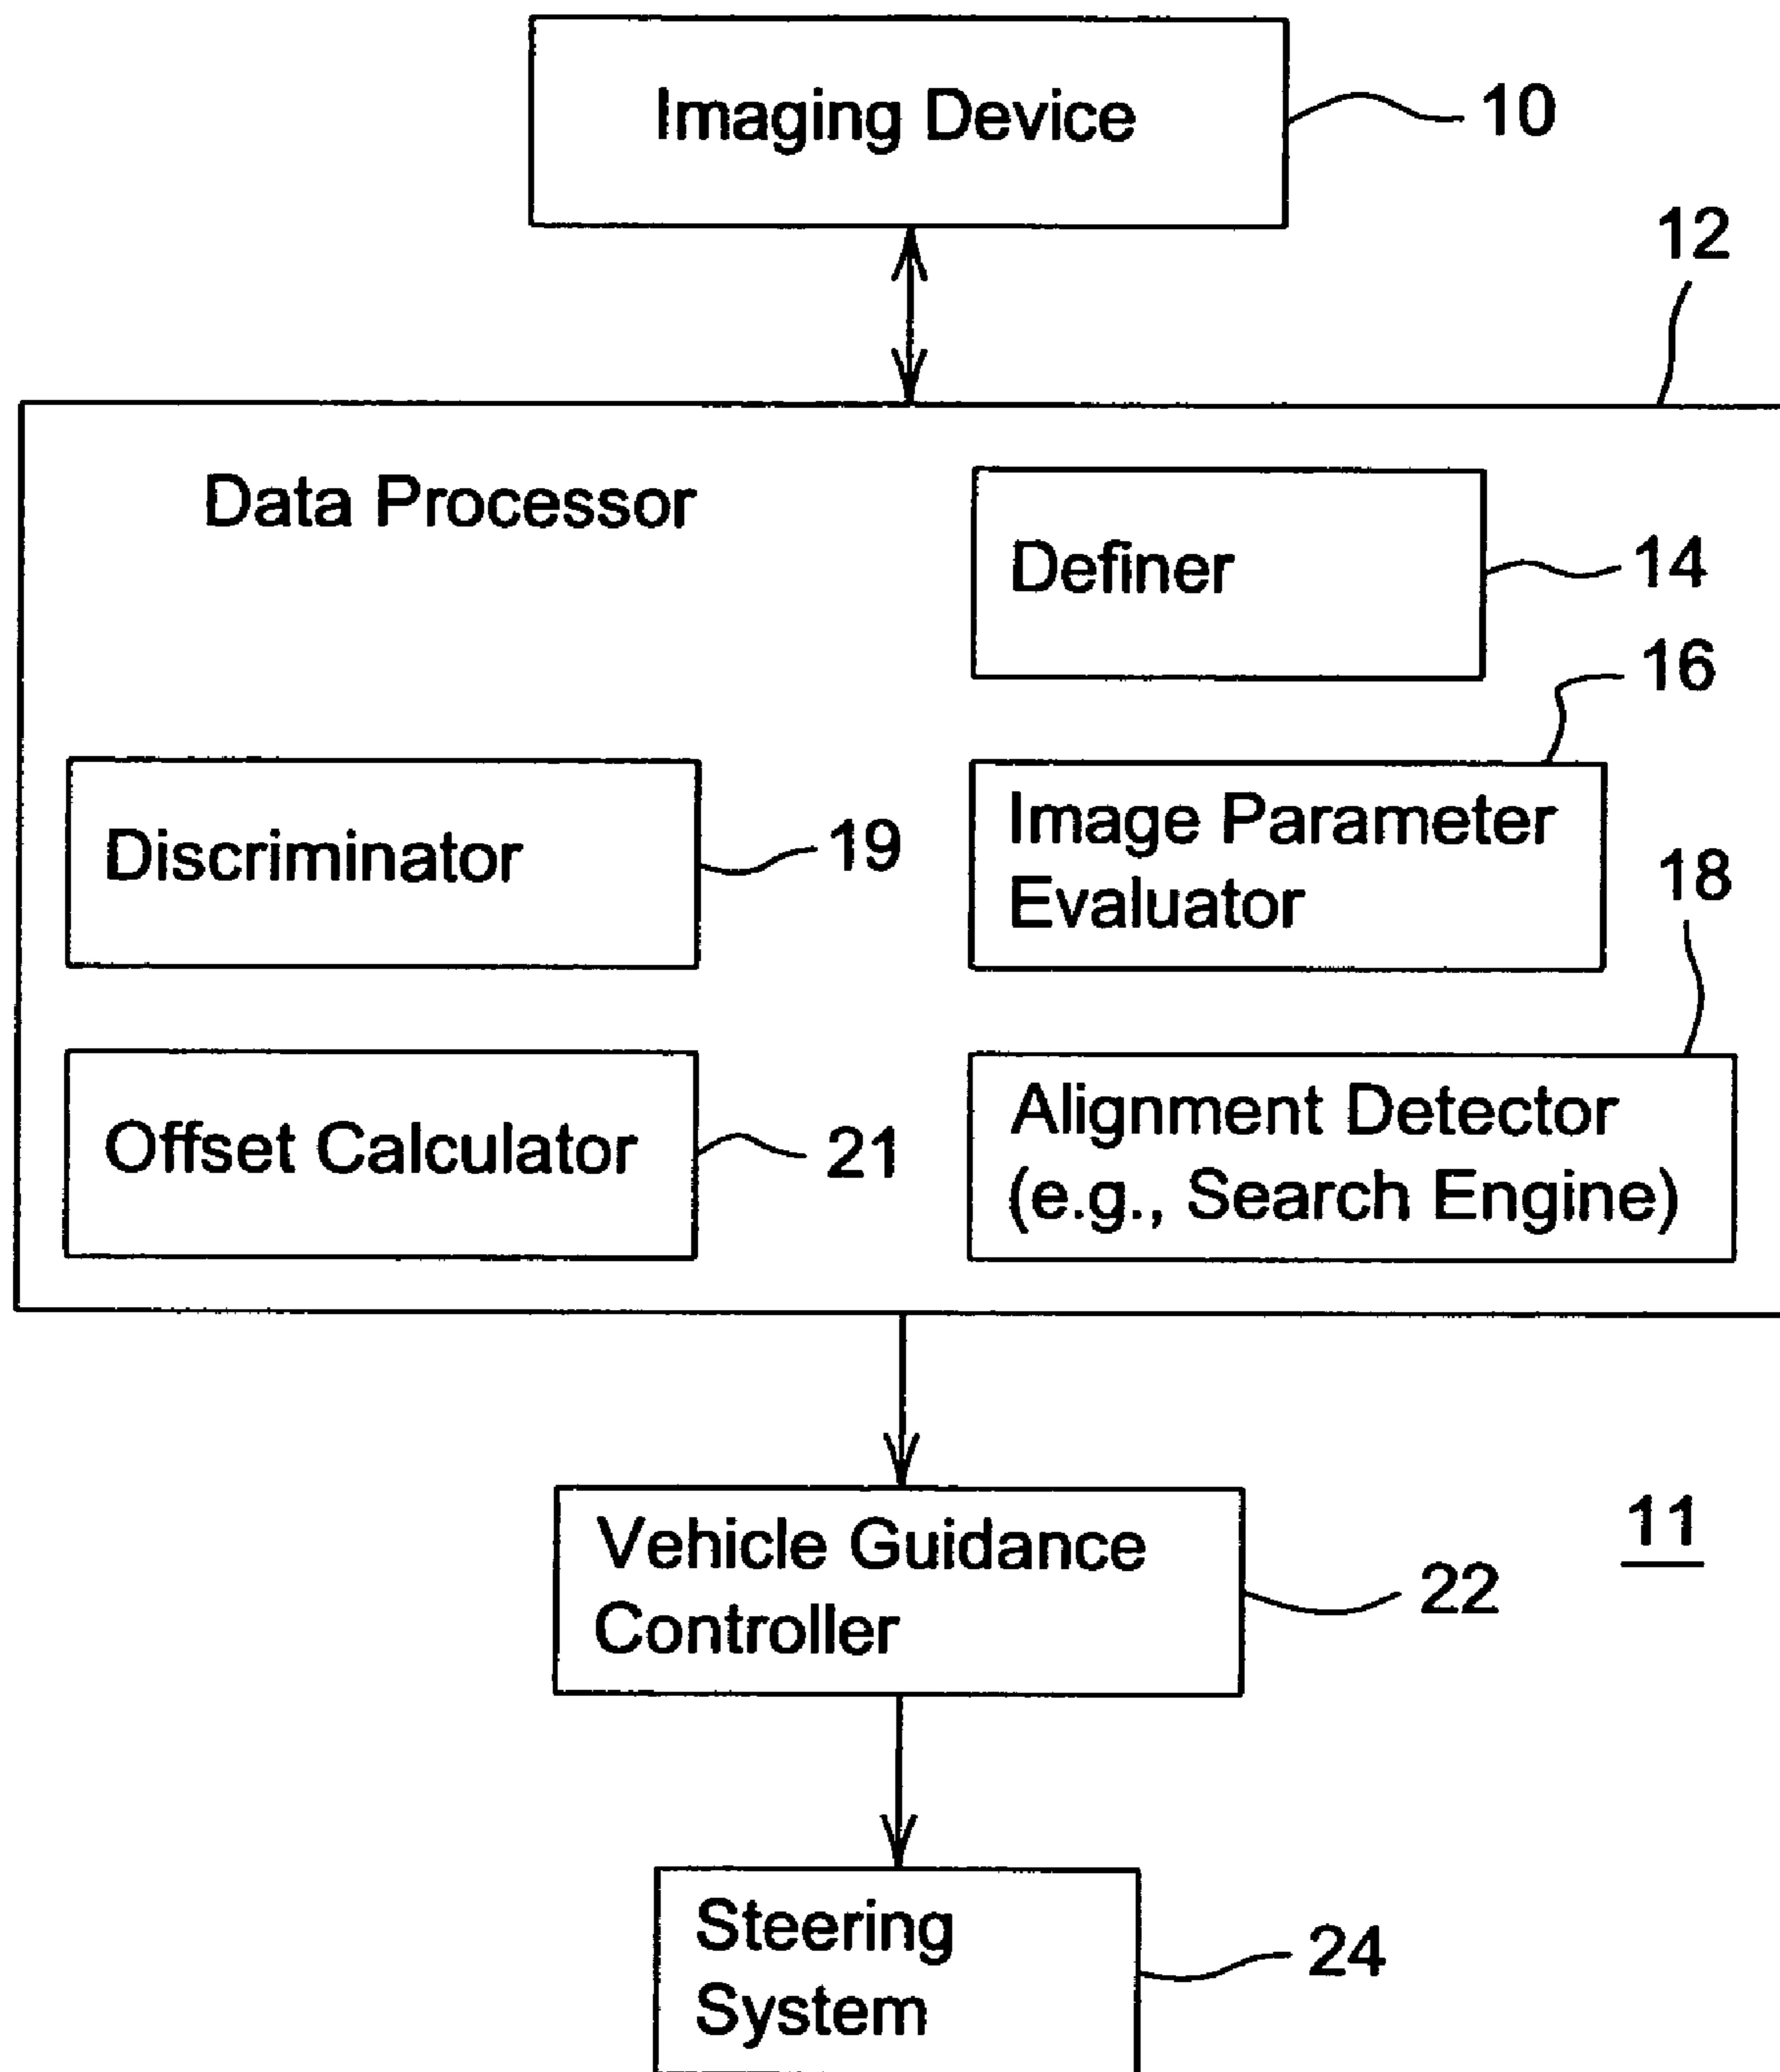 Imaging Device
10
12
Data Processor
Definer
14
16
Discriminator
19
Image Parameter
Evaluator
18
Offset Calculator
21
Alignment Detector
(e.g., Search Engine)
Vehicle Guidance
Controller
22
11
Steering
System
24